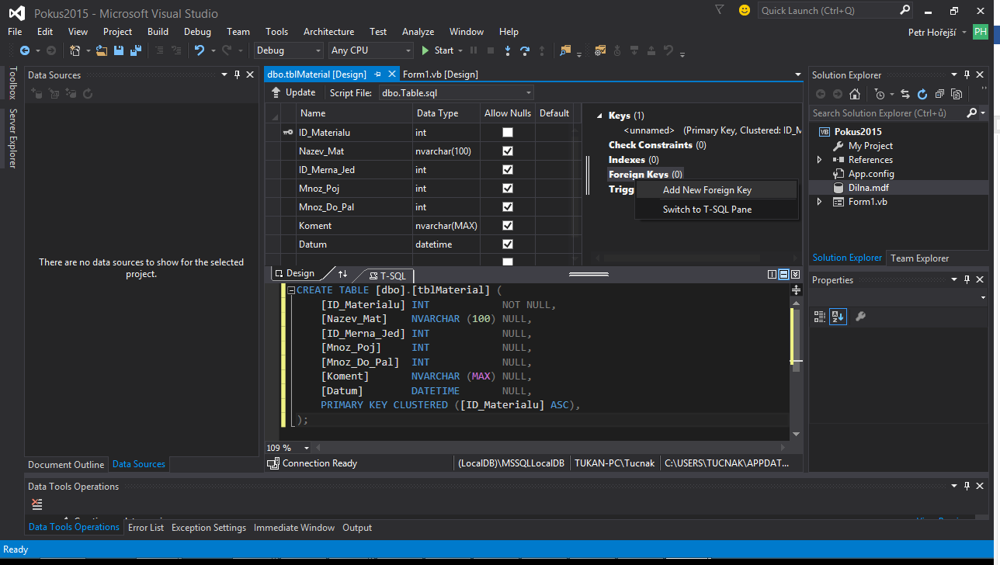 Pokus2015 - Microsoft Visual Studio
Quick Launch (Ctrl+Q)
File Edit View Project Build Debug Team Tools Architecture Test Analyze Window Help
Petr Hořejší PH
Debug Any CPU Start
Toolbox
Server Explorer
Data Sources
There are no data sources to show for the selected
project.
Document Outline Data Sources
dbo.tblMaterial [Design] Form1.vb [Design]
Update Script File: dbo.Table.sql
Name Data Type Allow Nulls Default
ID_Materialu int
Nazev_Mat nvarchar(100)
ID_Merna_Jed int
Mnoz_Poj int
Mnoz_Do_Pal int
Koment nvarchar(MAX)
Datum datetime
Keys (1)
<unnamed> (Primary Key, Clustered: ID_M
Check Constraints (0)
Indexes (0)
Foreign Keys (0)
Trigg
Add New Foreign Key
Switch to T-SQL Pane
Design T-SQL
CREATE TABLE [dbo].[tblMaterial] (
[ID_Materialu] INT NOT NULL,
[Nazev_Mat] NVARCHAR (100) NULL,
[ID_Merna_Jed] INT NULL,
[Mnoz_Poj] INT NULL,
[Mnoz_Do_Pal] INT NULL,
[Koment] NVARCHAR (MAX) NULL,
[Datum] DATETIME NULL,
PRIMARY KEY CLUSTERED ([ID_Materialu] ASC),
);
109 %
Connection Ready (LocalDB)\MSSQLLocalDB TUKAN-PC\Tucnak C:\USERS\TUCNAK\APPDAT...
Solution Explorer
Search Solution Explorer (Ctrl+ů)
VB Pokus2015
My Project
References
App.config
Dilna.mdf
Form1.vb
Solution Explorer Team Explorer
Properties
Data Tools Operations
Data Tools Operations Error List Exception Settings Immediate Window Output
Ready